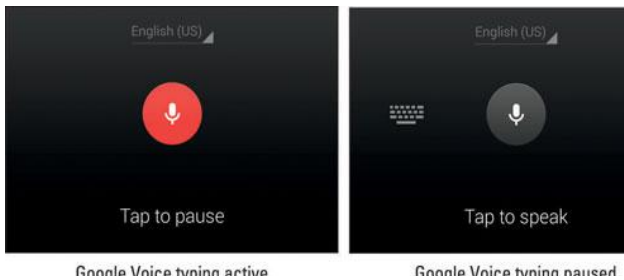 English (US)
Tap to pause
Google Voice typing active
English (US)
Tap to speak
Google Voice typing paused